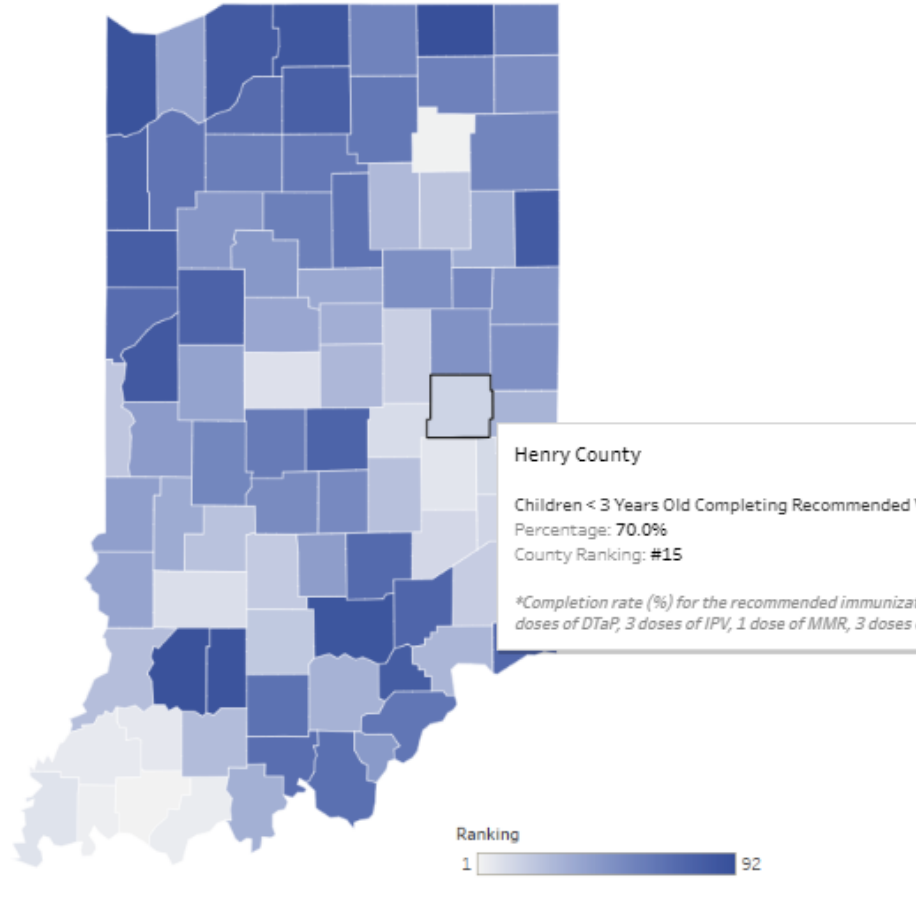 Henry County
Children < 3 Years Old Completing Recommended
Percentage: 70.0%
County Ranking: #15
*Completion rate (%) for the recommended
doses of DTaP, 3 doses of IPV, 1 dose of MMR, 3 doses
Ranking
1 92